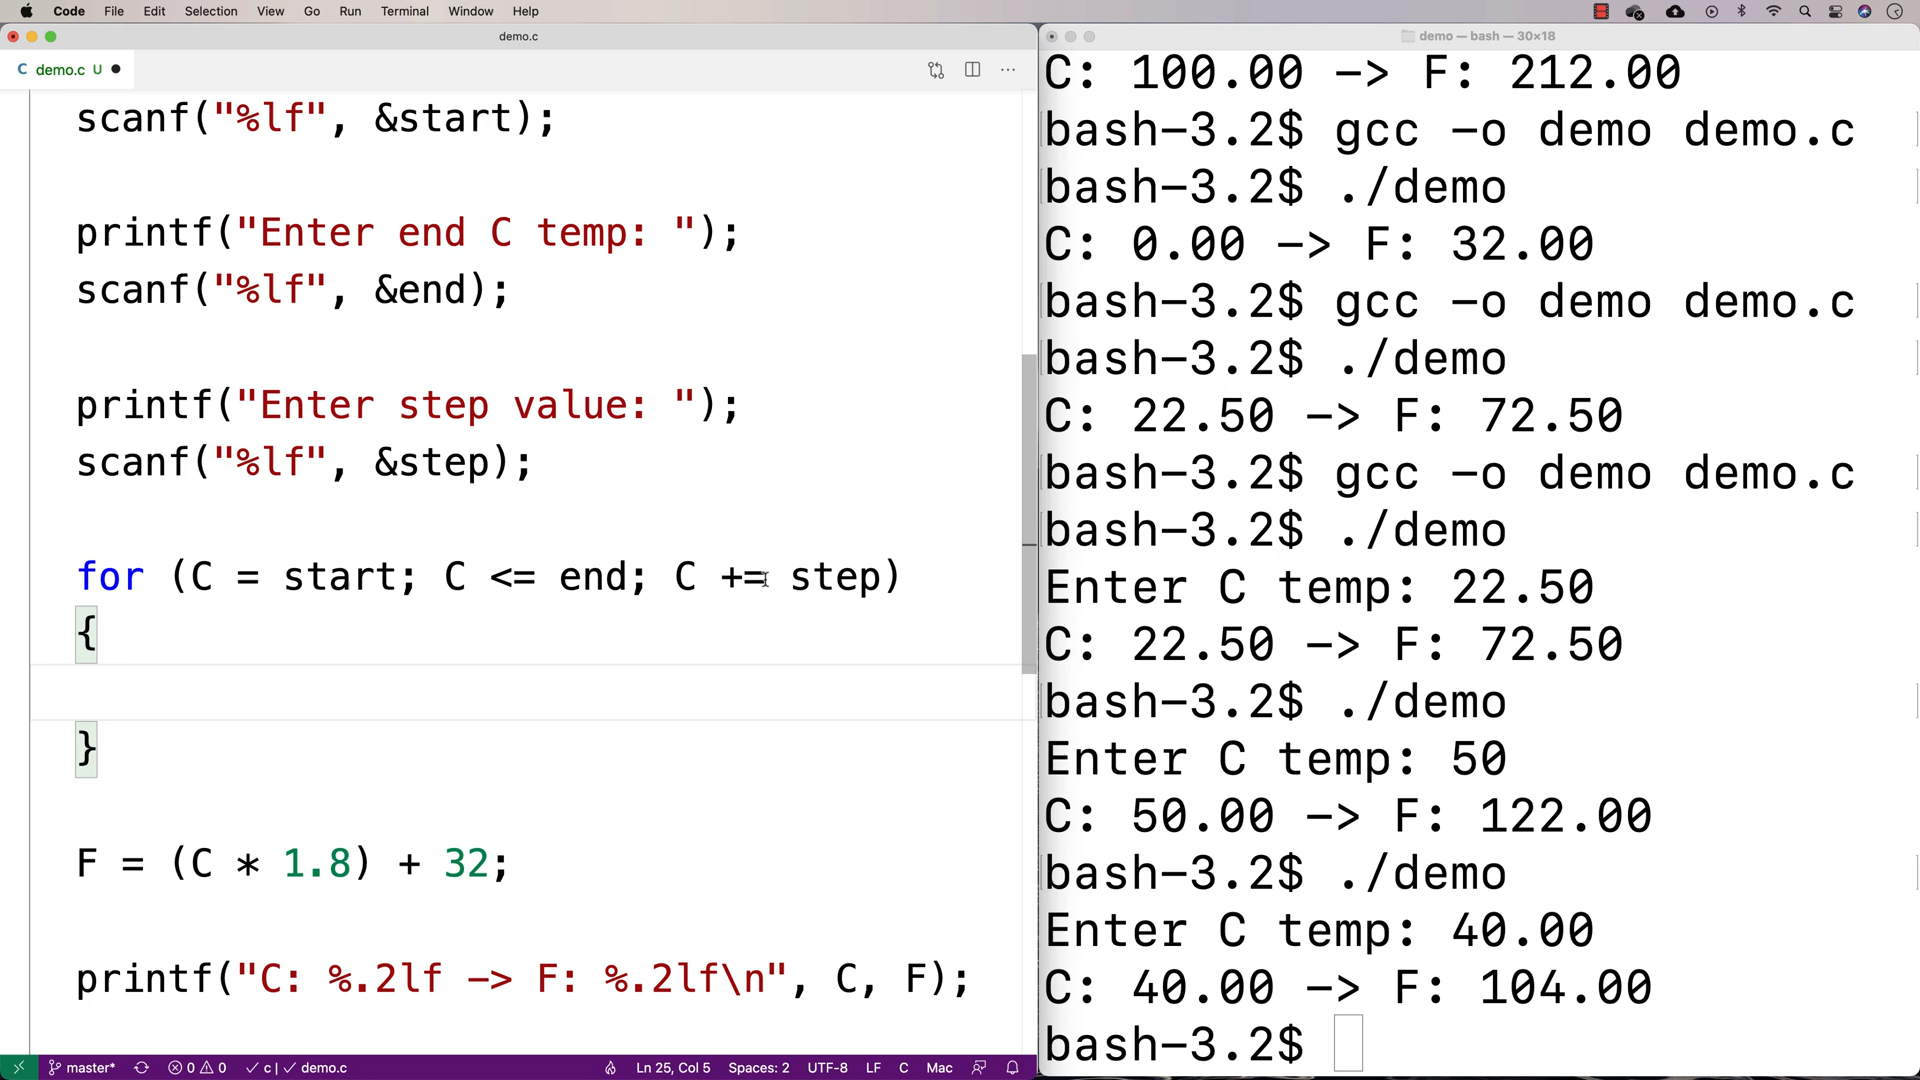 Code File Edit Selection View Go Run Terminal Window Help
demo.c
C demo.c U
scanf("%lf", &start);
printf("Enter end C temp: ");
scanf("%lf", &end);
printf("Enter step value: ");
scanf("%lf", &step);
for (C = start; C <= end; C += step)
{
}
F = (C * 1.8) + 32;
printf("C: %.2lf -> F: %.2lf\n", C, F);
master* 0 0 c | demo.c Ln 25, Col 5 Spaces: 2 UTF-8 LF C Mac
demo — bash — 30×18
C: 100.00 -> F: 212.00
bash-3.2$ gcc -o demo demo.c
bash-3.2$ ./demo
C: 0.00 -> F: 32.00
bash-3.2$ gcc -o demo demo.c
bash-3.2$ ./demo
C: 22.50 -> F: 72.50
bash-3.2$ gcc -o demo demo.c
bash-3.2$ ./demo
Enter C temp: 22.50
C: 22.50 -> F: 72.50
bash-3.2$ ./demo
Enter C temp: 50
C: 50.00 -> F: 122.00
bash-3.2$ ./demo
Enter C temp: 40.00
C: 40.00 -> F: 104.00
bash-3.2$